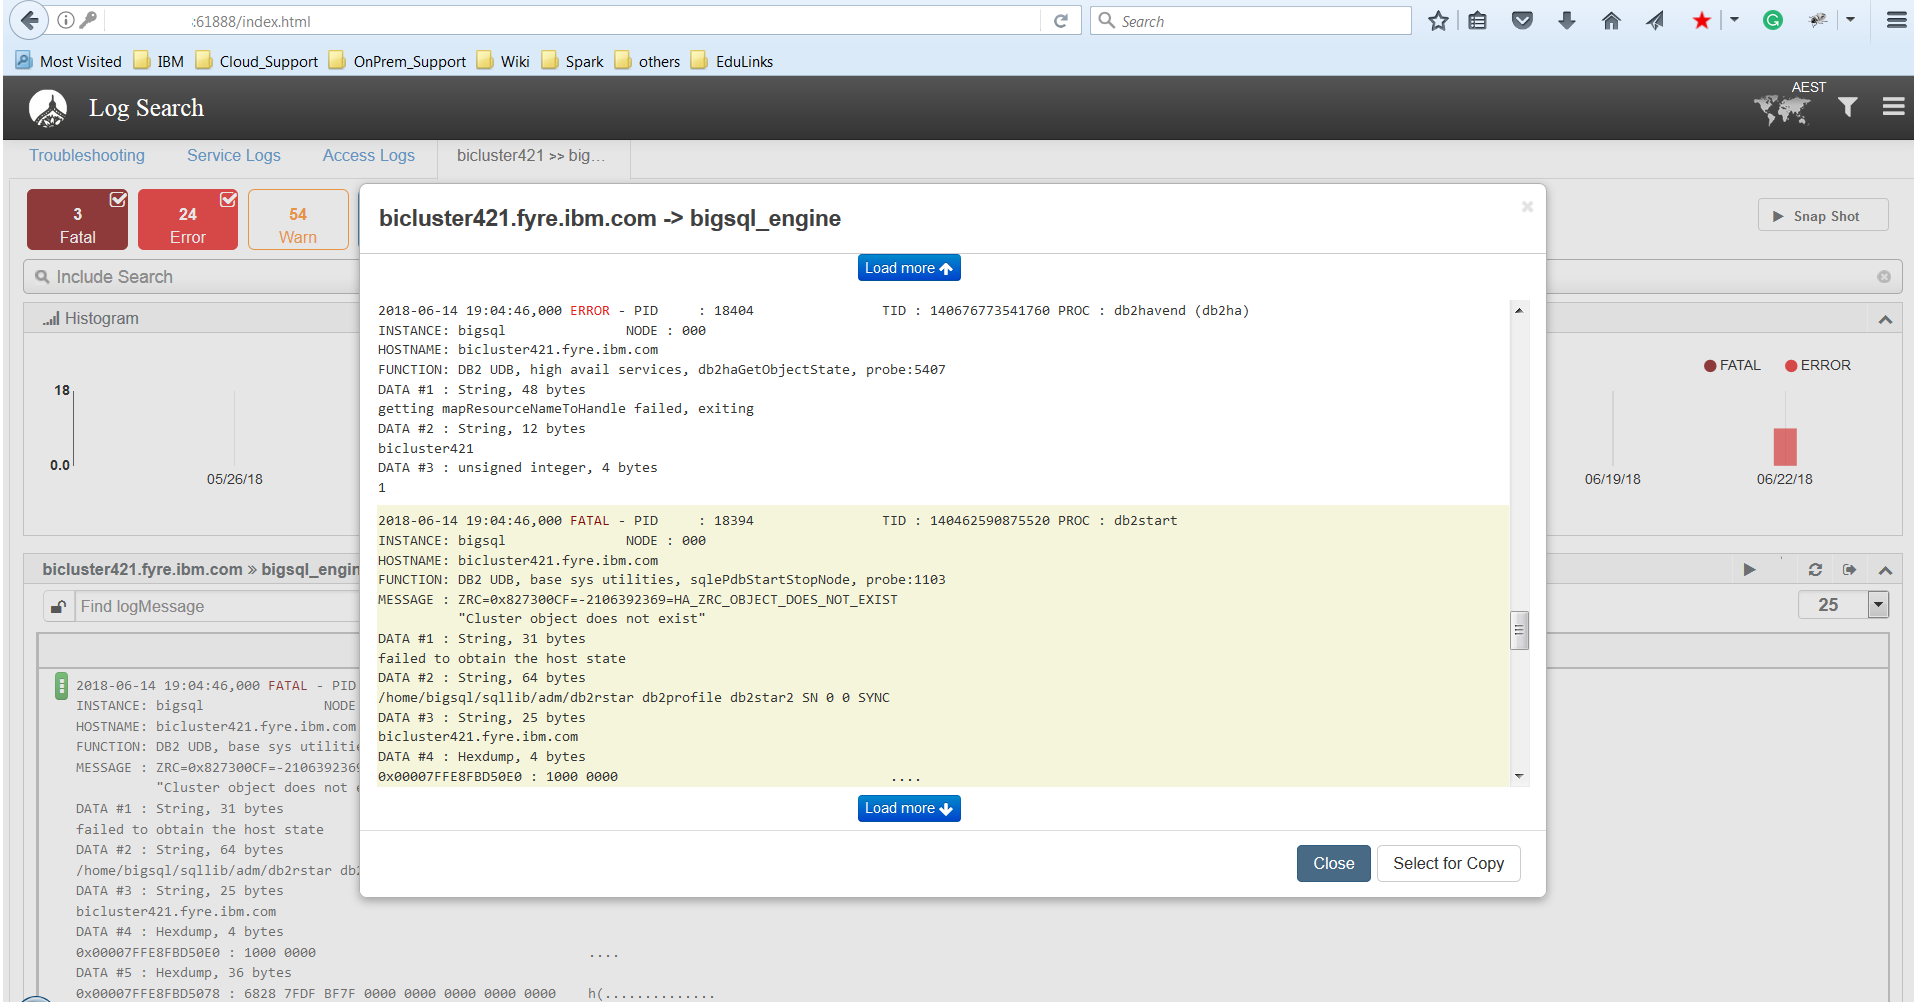 :61888/index.html
Search
Most Visited IBM Cloud_Support OnPrem_Support Wiki Spark others EduLinks
Log Search
AEST
Troubleshooting Service Logs Access Logs bicluster421 >> big...
3
Fatal
24
Error
54
Warn
Snap Shot
Include Search
Histogram
18
0.0
05/26/18
FATAL ERROR
06/19/18 06/22/18
bicluster421.fyre.ibm.com » bigsql_engin
Find logMessage
25
2018-06-14 19:04:46,000 FATAL - PID
INSTANCE: bigsql NODE
HOSTNAME: bicluster421.fyre.ibm.com
FUNCTION: DB2 UDB, base sys utilitie
MESSAGE : ZRC=0x827300CF=-2106392369
"Cluster object does not e
DATA #1 : String, 31 bytes
failed to obtain the host state
DATA #2 : String, 64 bytes
/home/bigsql/sqllib/adm/db2rstar db2
DATA #3 : String, 25 bytes
bicluster421.fyre.ibm.com
DATA #4 : Hexdump, 4 bytes
0x00007FFE8FBD50E0 : 1000 0000 ....
DATA #5 : Hexdump, 36 bytes
0x00007FFE8FBD5078 : 6828 7FDF BF7F 0000 0000 0000 0000 0000 h(..............
bicluster421.fyre.ibm.com -> bigsql_engine
×
Load more
2018-06-14 19:04:46,000 ERROR - PID : 18404 TID : 140676773541760 PROC : db2havend (db2ha)
INSTANCE: bigsql NODE : 000
HOSTNAME: bicluster421.fyre.ibm.com
FUNCTION: DB2 UDB, high avail services, db2haGetObjectState, probe:5407
DATA #1 : String, 48 bytes
getting mapResourceNameToHandle failed, exiting
DATA #2 : String, 12 bytes
bicluster421
DATA #3 : unsigned integer, 4 bytes
1
2018-06-14 19:04:46,000 FATAL - PID : 18394 TID : 140462590875520 PROC : db2start
INSTANCE: bigsql NODE : 000
HOSTNAME: bicluster421.fyre.ibm.com
FUNCTION: DB2 UDB, base sys utilities, sqlePdbStartStopNode, probe:1103
MESSAGE : ZRC=0x827300CF=-2106392369=HA_ZRC_OBJECT_DOES_NOT_EXIST
"Cluster object does not exist"
DATA #1 : String, 31 bytes
failed to obtain the host state
DATA #2 : String, 64 bytes
/home/bigsql/sqllib/adm/db2rstar db2profile db2star2 SN 0 0 SYNC
DATA #3 : String, 25 bytes
bicluster421.fyre.ibm.com
DATA #4 : Hexdump, 4 bytes
0x00007FFE8FBD50E0 : 1000 0000 ....
Load more
Close Select for Copy